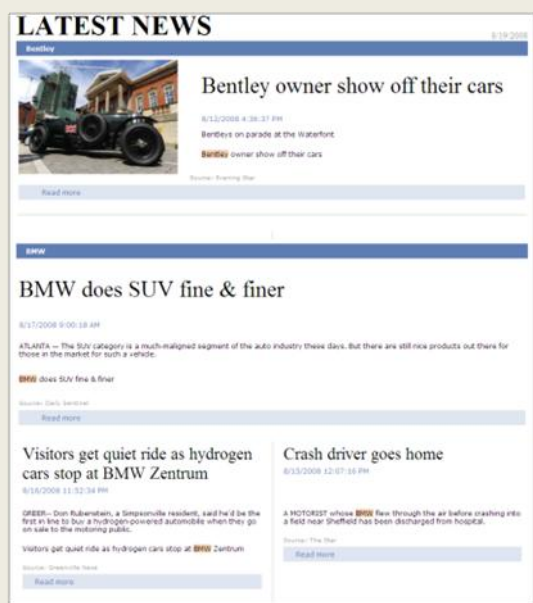 LATEST NEWS
8/19/2008
Bentley
Bentley owner show off their cars
8/12/2008 4:36:37 PM
Bentleys on parade at the Waterfont
Bentley owner show off their cars
Source: Evening Star
Read more
BMW
BMW does SUV fine & finer
8/17/2008 9:00:18 AM
ATLANTA — The SUV category is a much-maligned segment of the auto industry these days. But there are still nice products out there for
those in the market for such a vehicle.
BMW does SUV fine & finer
Source: Daily Sentinel
Read more
Visitors get quiet ride as hydrogen
cars stop at BMW Zentrum
8/16/2008 11:52:34 PM
GREER-- Don Rubenstein, a Simpsonville resident, said he'd be the
first in line to buy a hydrogen-powered automobile when they go
on sale to the motoring public.
Visitors get quiet ride as hydrogen cars stop at BMW Zentrum
Source: Greenville News
Read more
Crash driver goes home
8/15/2008 12:07:16 PM
A MOTORIST whose BMW flew through the air before crashing into
a field near Sheffield has been discharged from hospital.
Source: The Star
Read more